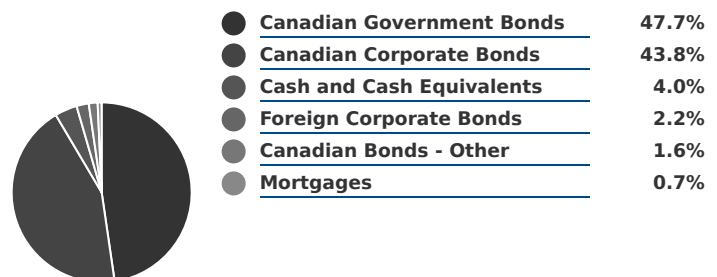 Canadian Government Bonds 47.7%
Canadian Corporate Bonds 43.8%
Cash and Cash Equivalents 4.0%
Foreign Corporate Bonds 2.2%
Canadian Bonds - Other 1.6%
Mortgages 0.7%